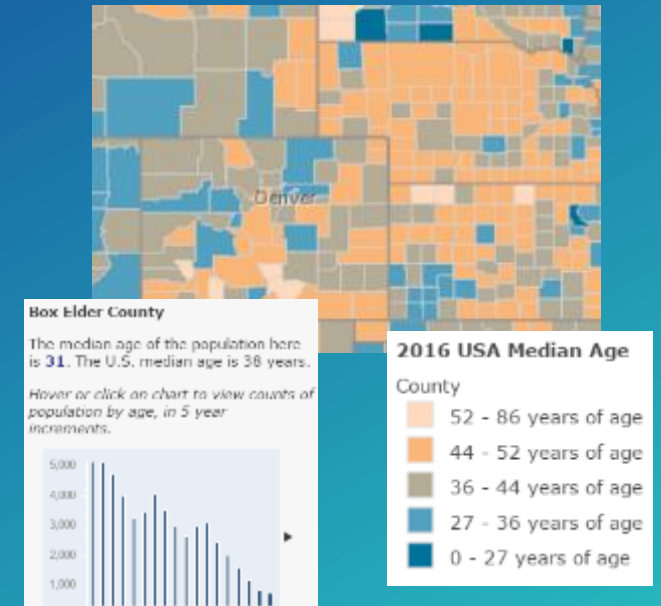 Denver
Box Elder County
The median age of the population here
is 31. The U.S. median age is 38 years.
Hover or click on chart to view counts of
population by age, in 5 year
increments.
5,000
4,000
3,000
2,000
1,000
2016 USA Median Age
County
52 - 86 years of age
44 - 52 years of age
36 - 44 years of age
27 - 36 years of age
0 - 27 years of age